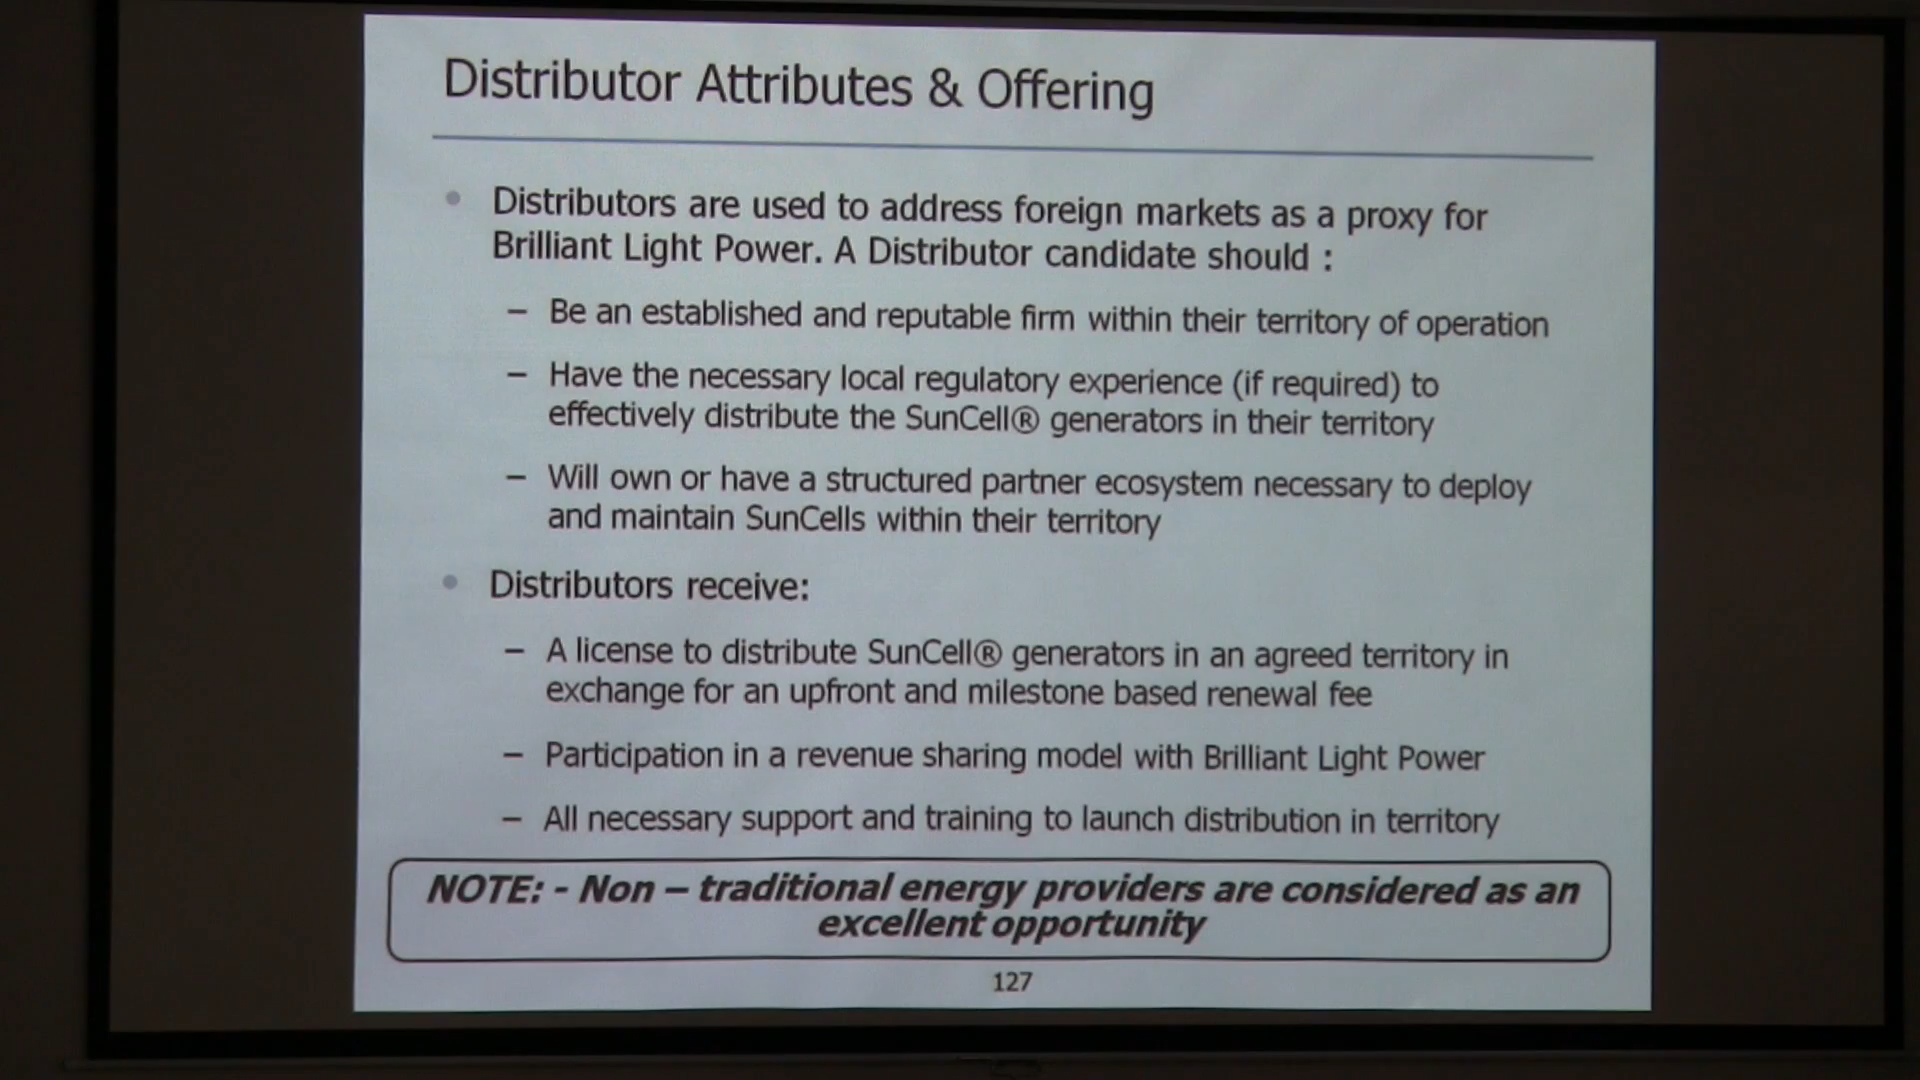 Distributor Attributes & Offering
• Distributors are used to address foreign markets as a proxy for
Brilliant Light Power. A Distributor candidate should :
– Be an established and reputable firm within their territory of operation
– Have the necessary local regulatory experience (if required) to
effectively distribute the SunCell® generators in their territory
– Will own or have a structured partner ecosystem necessary to deploy
and maintain SunCells within their territory
• Distributors receive:
– A license to distribute SunCell® generators in an agreed territory in
exchange for an upfront and milestone based renewal fee
– Participation in a revenue sharing model with Brilliant Light Power
– All necessary support and training to launch distribution in territory
NOTE: - Non – traditional energy providers are considered as an
excellent opportunity
127